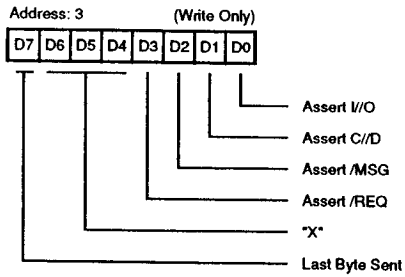 Address: 3 (Write Only)
D7 D6 D5 D4 D3 D2 D1 D0
Assert I//O
Assert C//D
Assert /MSG
Assert /REQ
"X"
Last Byte Sent